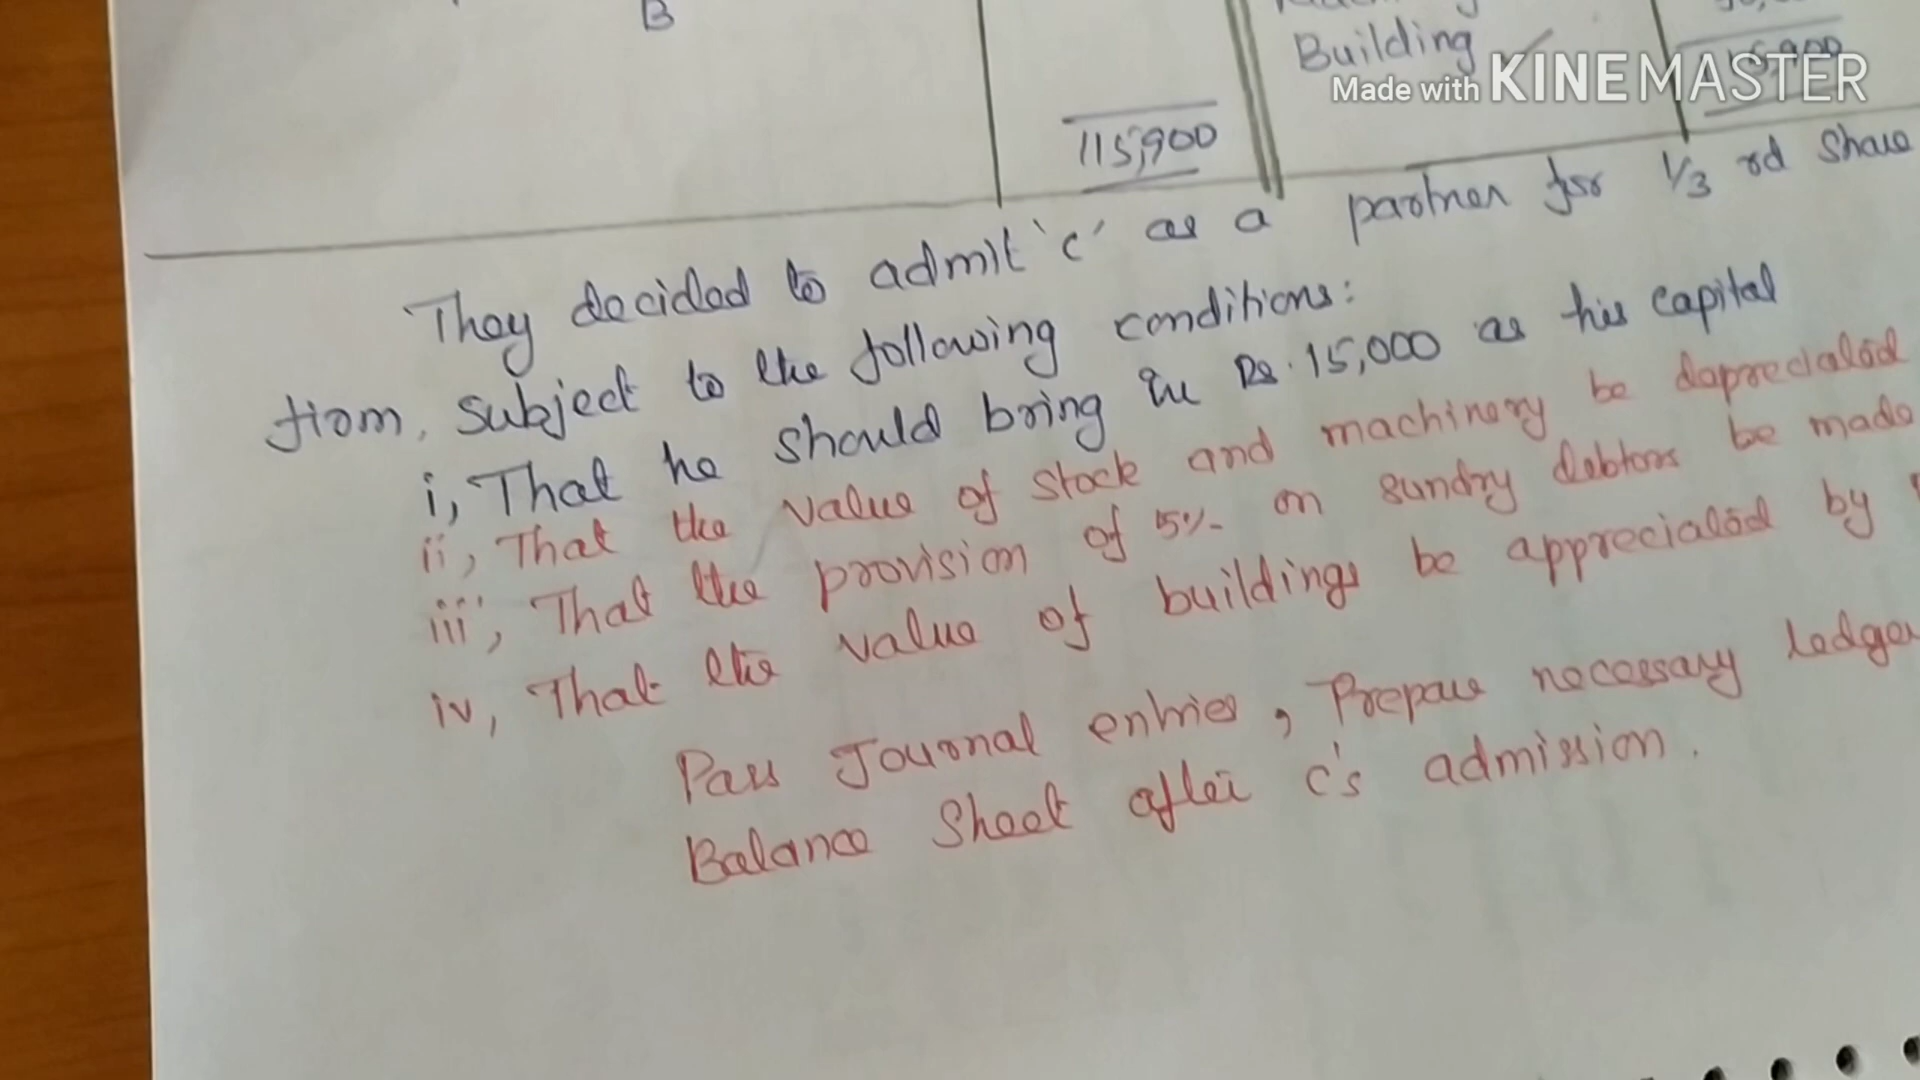 B
Building
Made with KINEMASTER
115,900
They decided to admit 'c' as a partner for 1/3 rd share
firm, subject to the following conditions:
i, That he should bring in Rs. 15,000 as his capital
ii, That the value of stock and machinery be depreciated
iii, That the provision of 5% on sundry debtors be made
iv, That the value of buildings be appreciated by
Pass Journal entries, Prepare necessary ledger
Balance Sheet after c's admission.